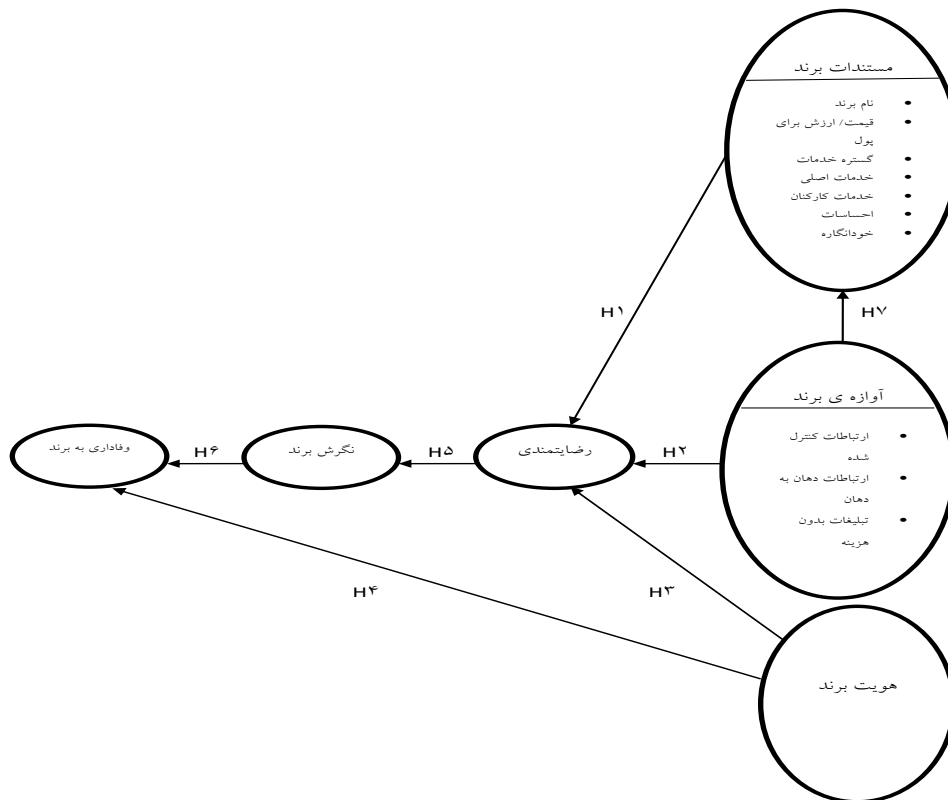 مستندات برند
• نام برند
• قیمت/ ارزش برای
پول
• گستره خدمات
• خدمات اصلی
• خدمات کارکنان
• احساسات
• خودانگاره
H۱
H۷
آوازه ی برند
• ارتباطات کنترل
شده
• ارتباطات دهان به
دهان
• تبلیغات بدون
هزینه
H۲
رضایتمندی
H۵
نگرش برند
H۶
وفاداری به برند
H۳
H۴
هویت برند